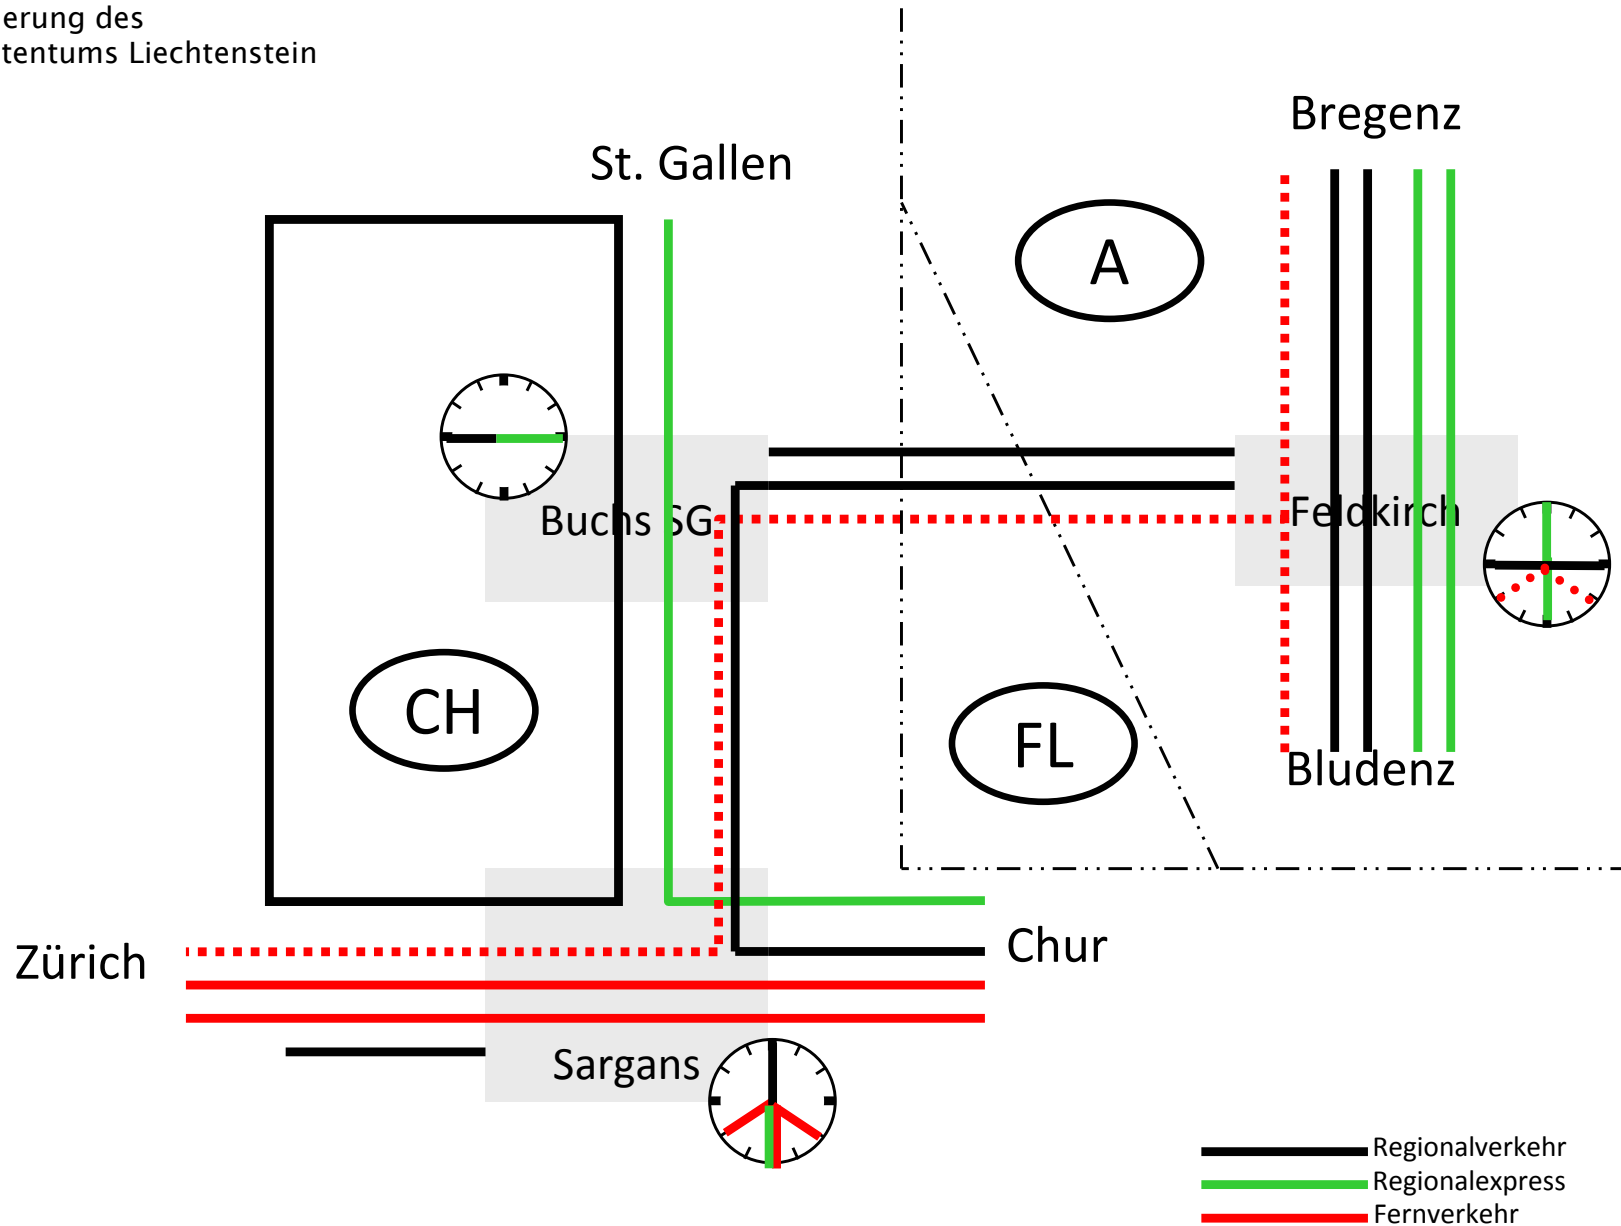 erung des
tentums Liechtenstein
Bregenz
St. Gallen
A
Buchs SG
Feldkirch
CH
FL
Bludenz
Zürich
Chur
Sargans
Regionalverkehr
Regionalexpress
Fernverkehr